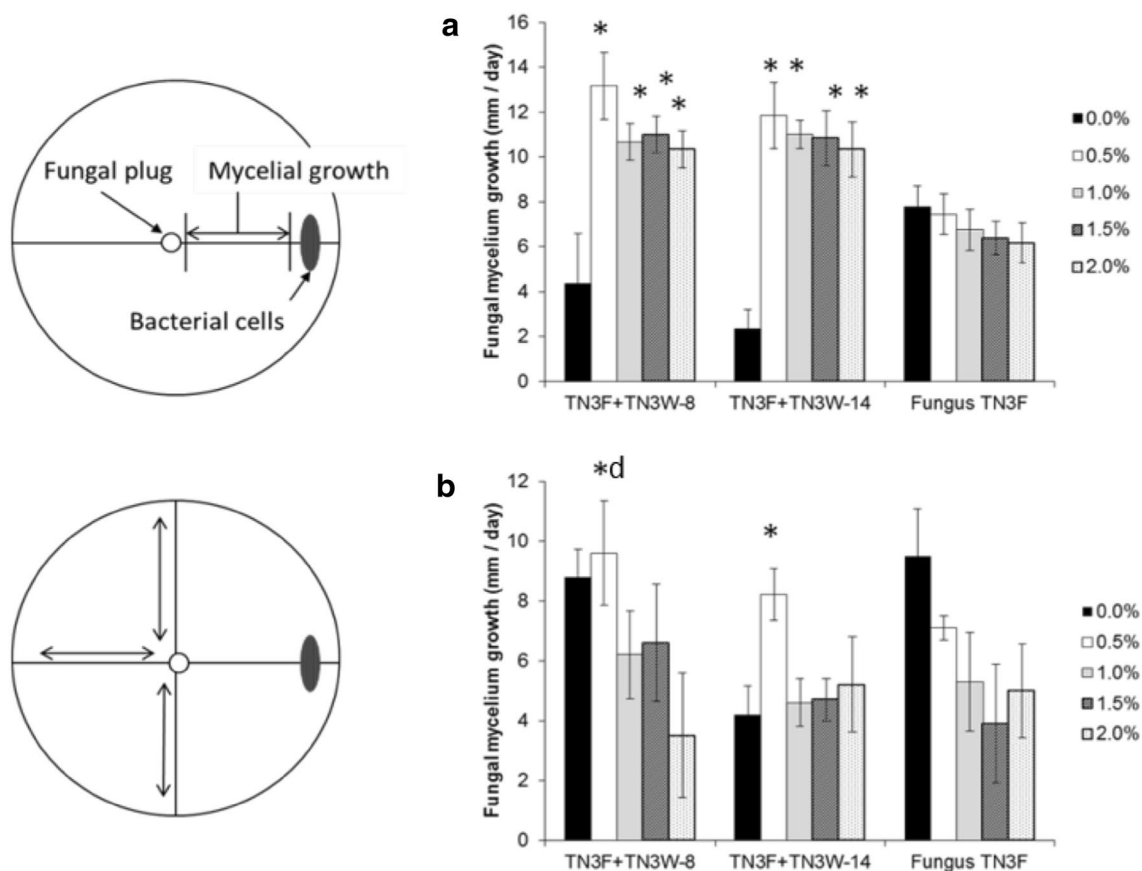 Fungal plug
Mycelial growth
Bacterial cells
a
Fungal mycelium growth (mm / day)
16
14
12
10
8
6
4
2
0
*
*
*
*
* *
* *
TN3F+TN3W-8
TN3F+TN3W-14
Fungus TN3F
0.0%
0.5%
1.0%
1.5%
2.0%
b
Fungal mycelium growth (mm / day)
12
10
8
6
4
2
0
*d
*
TN3F+TN3W-8
TN3F+TN3W-14
Fungus TN3F
0.0%
0.5%
1.0%
1.5%
2.0%